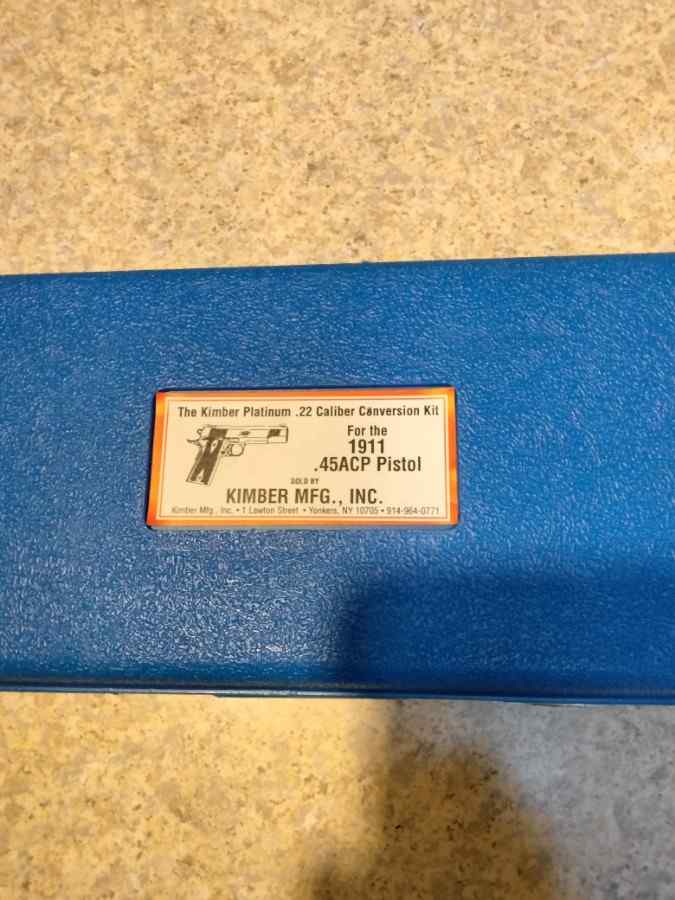 The Kimber Platinum .22 Caliber Conversion Kit
For the
1911
.45ACP Pistol
SOLD BY
KIMBER MFG., INC.
Kimber Mfg., Inc. • 1 Lawton Street • Yonkers, NY 10705 • 914-964-0771